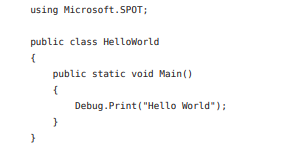 using Microsoft.SPOT;

public class HelloWorld
{
    public static void Main()
    {
        Debug.Print("Hello World");
    }
}